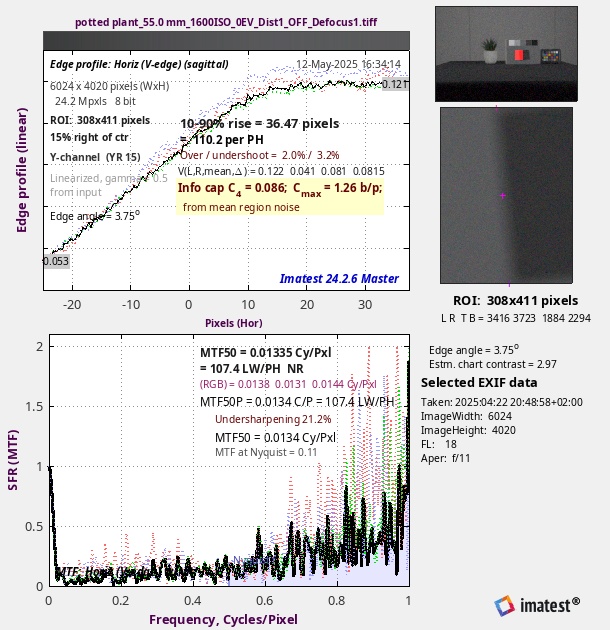 potted plant_55.0 mm_1600ISO_0EV_Dist1_OFF_Defocus1.tiff
Edge profile: Horiz (V-edge) (sagittal)
12-May-2025 16:34:14
6024 x 4020 pixels (WxH)
24.2 Mpxls 8 bit
ROI: 308x411 pixels
15% right of ctr
Y-channel (YR 15)
Linearized, gamma = 0.5
from input
Edge angle = 3.75°
10-90% rise = 36.47 pixels
= 110.2 per PH
Over / undershoot = 2.0% / 3.2%
V(L,R,mean,Δ):= 0.122 0.041 0.081 0.0815
Info cap C4 = 0.086; Cmax = 1.26 b/p;
from mean region noise
0.121
0.053
Imatest 24.2.6 Master
Edge profile (linear)
-20 -10 0 10 20 30
Pixels (Hor)
MTF50 = 0.01335 Cy/Pxl
= 107.4 LW/PH NR
(RGB) = 0.0138 0.0131 0.0144 Cy/Pxl
MTF50P = 0.0134 C/P = 107.4 LW/PH
Undersharpening 21.2%
MTF50 = 0.0134 Cy/Pxl
MTF at Nyquist = 0.11
SFR (MTF)
2
1.5
1
0.5
0
0 0.2 0.4 0.6 0.8 1
Frequency, Cycles/Pixel
ROI: 308x411 pixels
L R T B = 3416 3723 1884 2294
Edge angle = 3.75°
Estm. chart contrast = 2.97
Selected EXIF data
Taken: 2025:04:22 20:48:58+02:00
ImageWidth: 6024
ImageHeight: 4020
FL: 18
Aper: f/11
imatest®